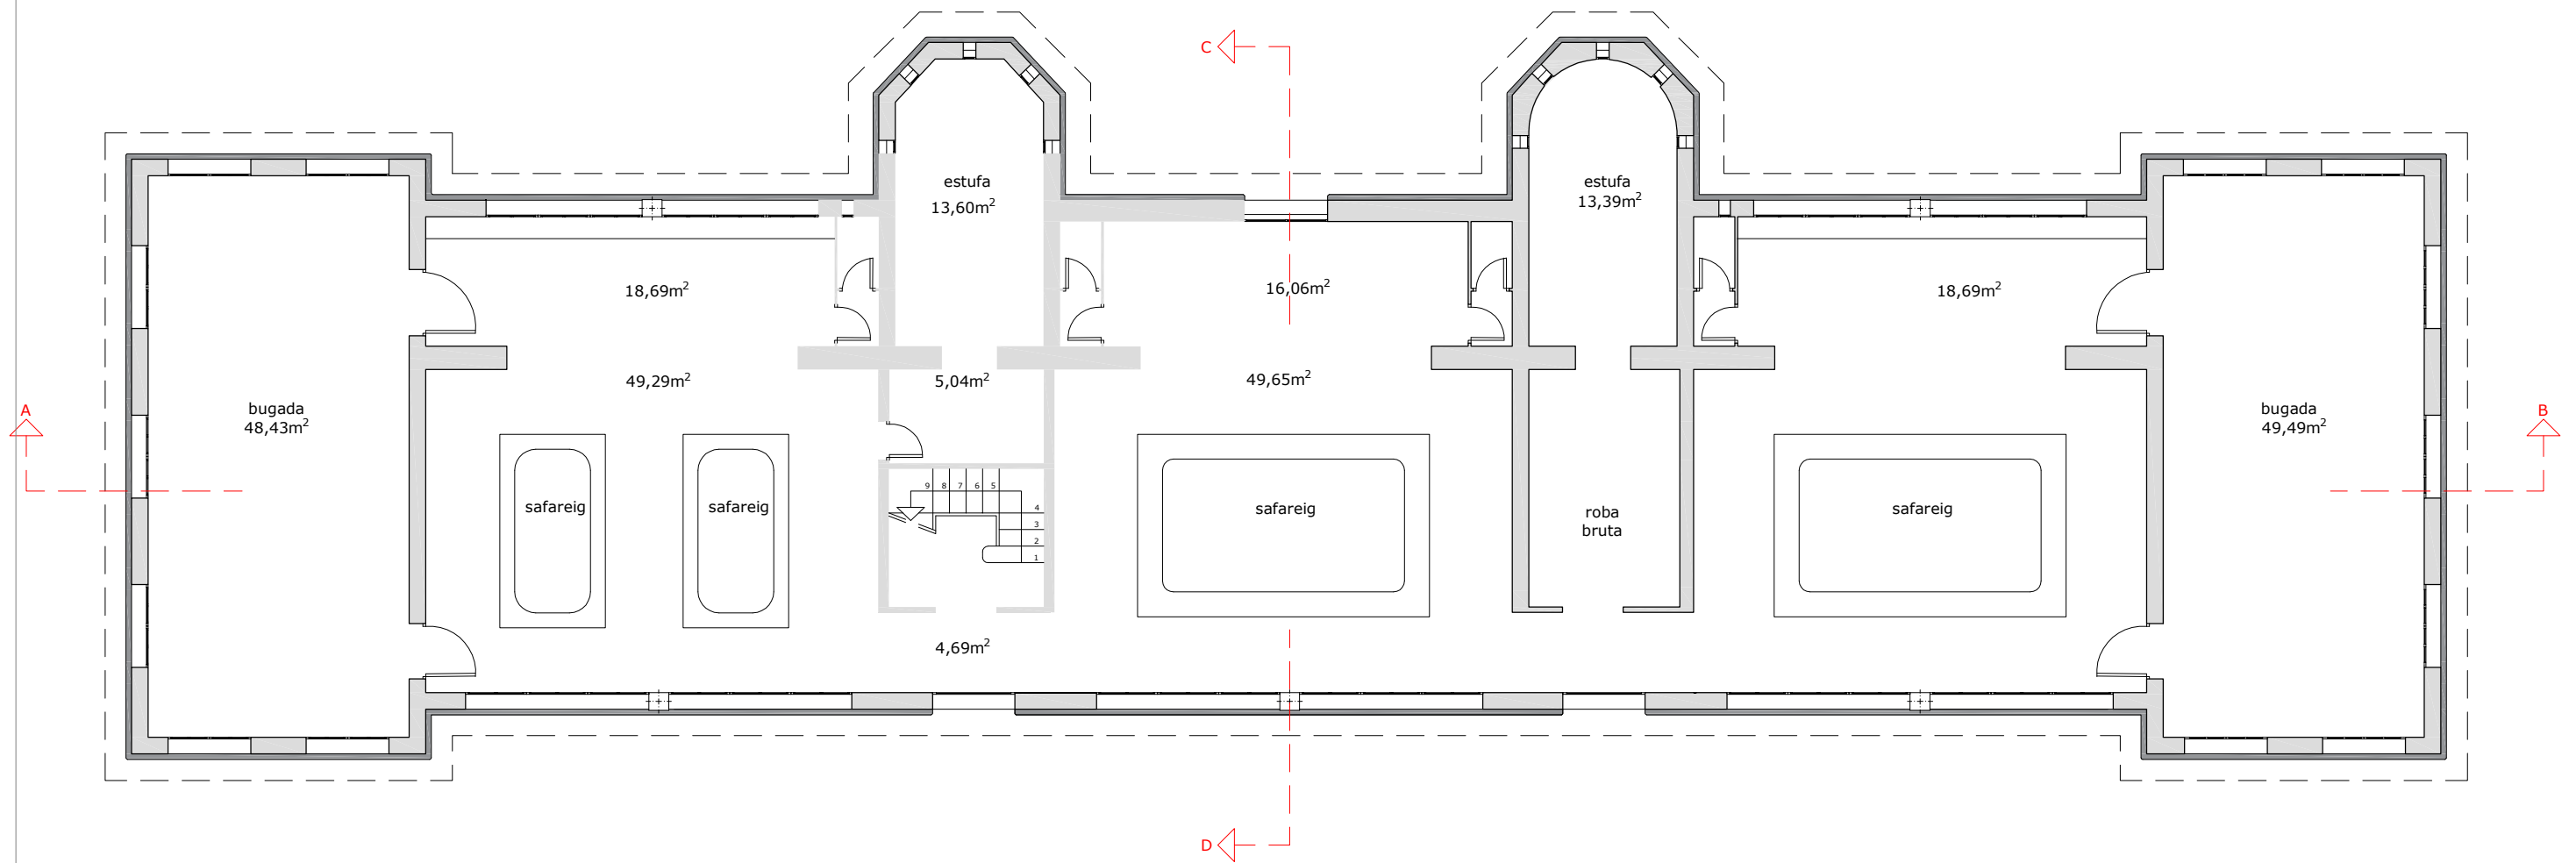 C
estufa
13,60m²
estufa
13,39m²
18,69m²
16,06m²
18,69m²
49,29m²
5,04m²
49,65m²
A
bugada
48,43m²
B
bugada
49,49m²
9 8 7 6 5
4
3
2
1
safareig
safareig
safareig
roba
bruta
safareig
4,69m²
D